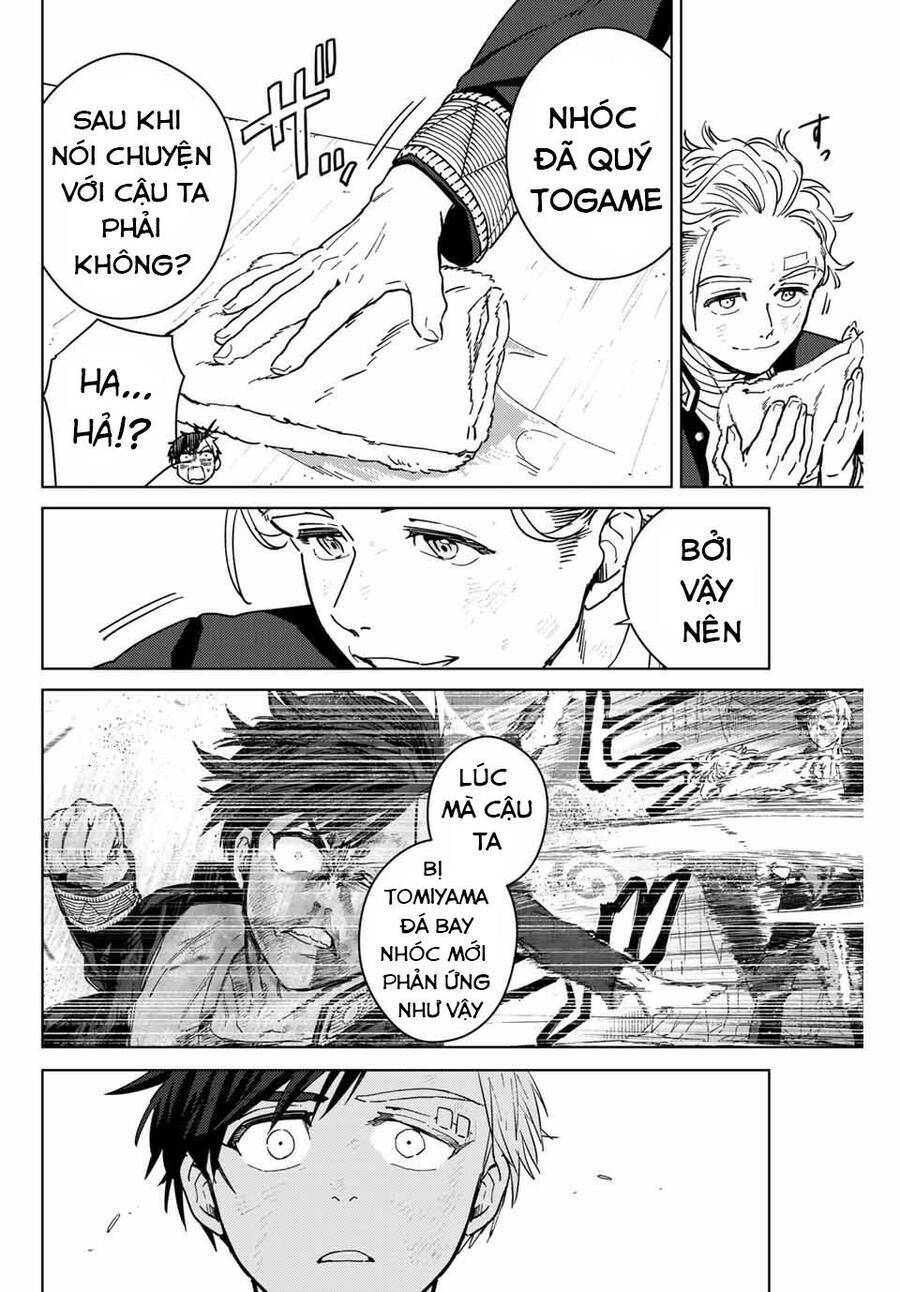 す
NHÓC
ĐÃ QUÝ
TOGAME
SAU KHI
NÓI CHUYỆN
VỚI CẬU TA
PHẢI
KHÔNG?
HA...
HẢ!?
BỞI
VẬY
NÊN
LÚC
MÀ CẬU
TA
BỊ
TOMIYAMA
ĐÁ BAY
NHÓC MỚI
PHẢN ỨNG
NHƯ VẬY